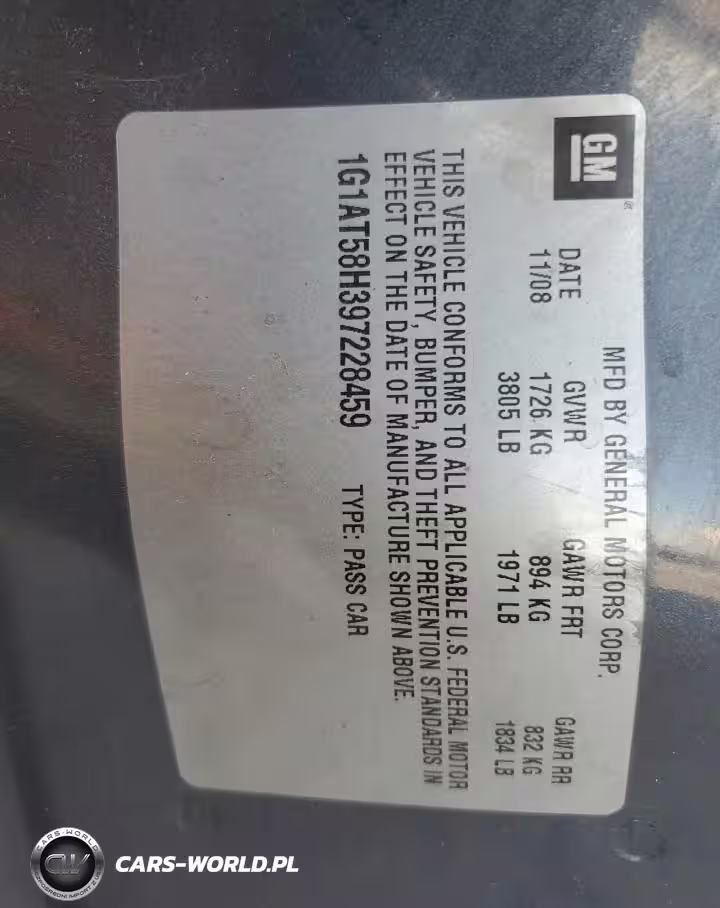 GM
MFD BY GENERAL MOTORS CORP.
DATE GVWR GAWR FRT GAWR RR
11/08 1726 KG 894 KG 832 KG
3805 LB 1971 LB 1834 LB
THIS VEHICLE CONFORMS TO ALL APPLICABLE U.S. FEDERAL MOTOR
VEHICLE SAFETY, BUMPER, AND THEFT PREVENTION STANDARDS IN
EFFECT ON THE DATE OF MANUFACTURE SHOWN ABOVE.
1G1AT58H397228459 TYPE: PASS CAR
CARS-WORLD.PL
CARS-WORLD
CW